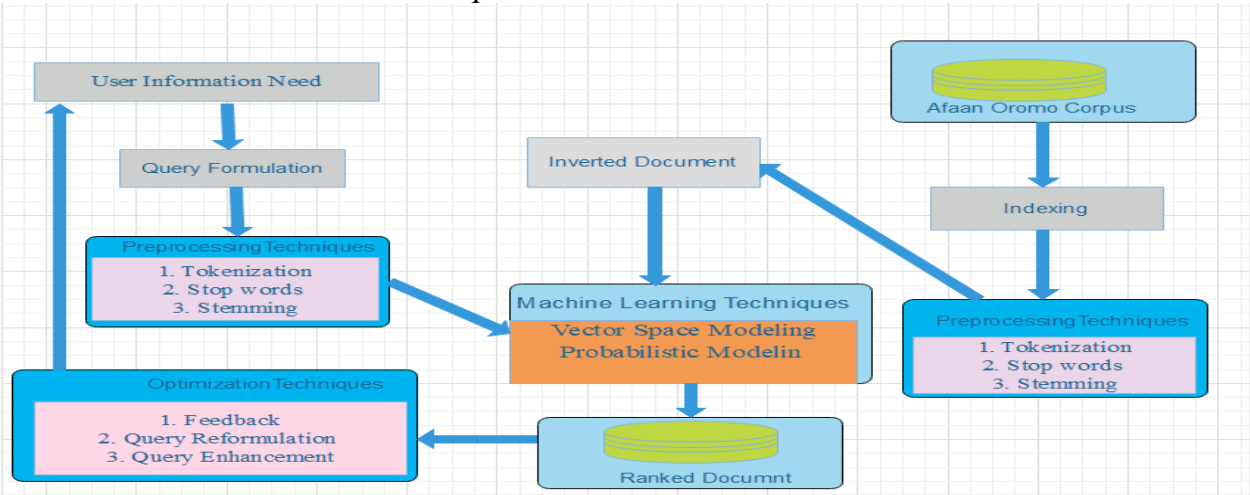 User Information Need
Query Formulation
Preprocessing Techniques
1. Tokenization
2. Stop words
3. Stemming
Optimization Techniques
1. Feedback
2. Query Reformulation
3. Query Enhancement
Inverted Document
Machine Learning Techniques
Vector Space Modeling
Probabilistic Modelin
Ranked Documnt
Afaan Oromo Corpus
Indexing
Preprocessing Techniques
1. Tokenization
2. Stop words
3. Stemming